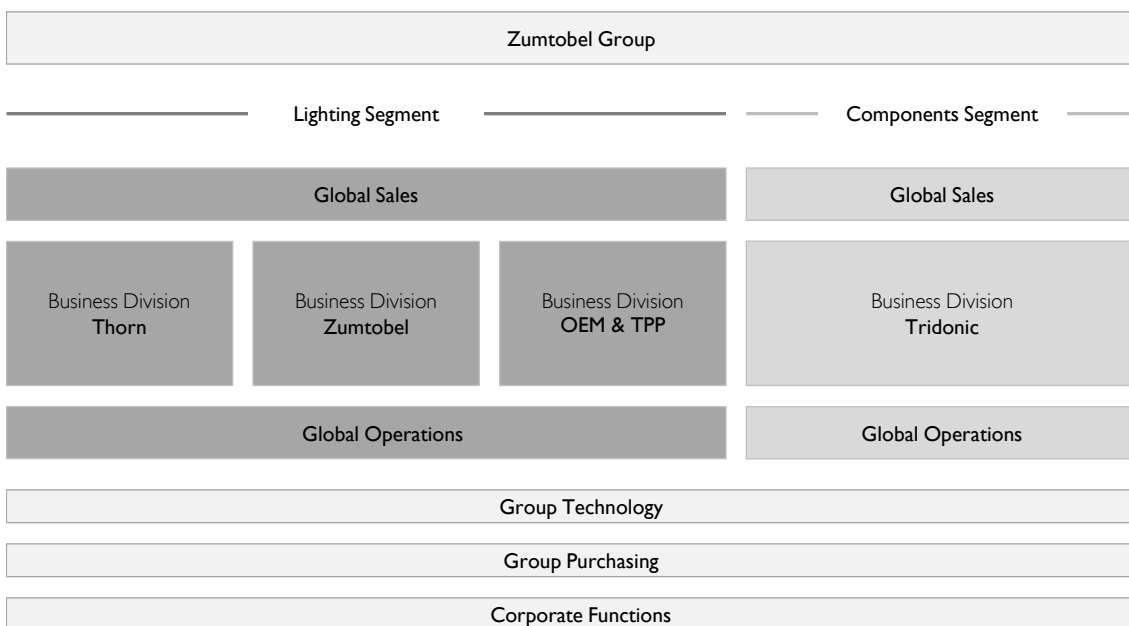 Zumtobel Group
Lighting Segment
Components Segment
Global Sales
Global Sales
Business Division
Thorn
Business Division
Zumtobel
Business Division
OEM & TPP
Business Division
Tridonic
Global Operations
Global Operations
Group Technology
Group Purchasing
Corporate Functions